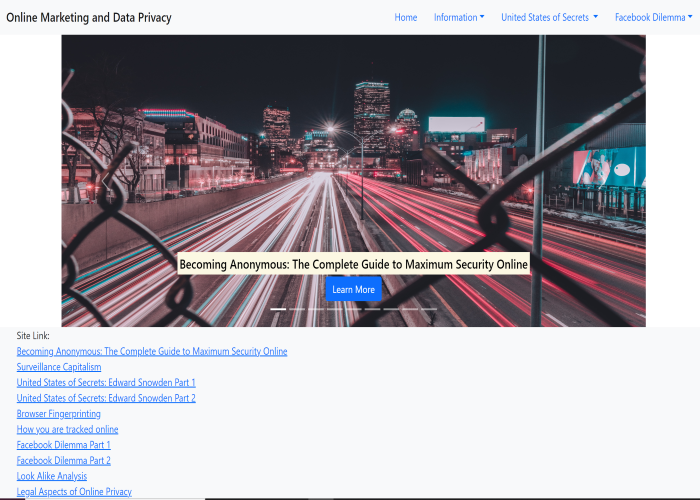 Online Marketing and Data Privacy
Home Information United States of Secrets Facebook Dilemma
Becoming Anonymous: The Complete Guide to Maximum Security Online
Learn More
Site Link:
Becoming Anonymous: The Complete Guide to Maximum Security Online
Surveillance Capitalism
United States of Secrets: Edward Snowden Part 1
United States of Secrets: Edward Snowden Part 2
Browser Fingerprinting
How you are tracked online
Facebook Dilemma Part 1
Facebook Dilemma Part 2
Look Alike Analysis
Legal Aspects of Online Privacy